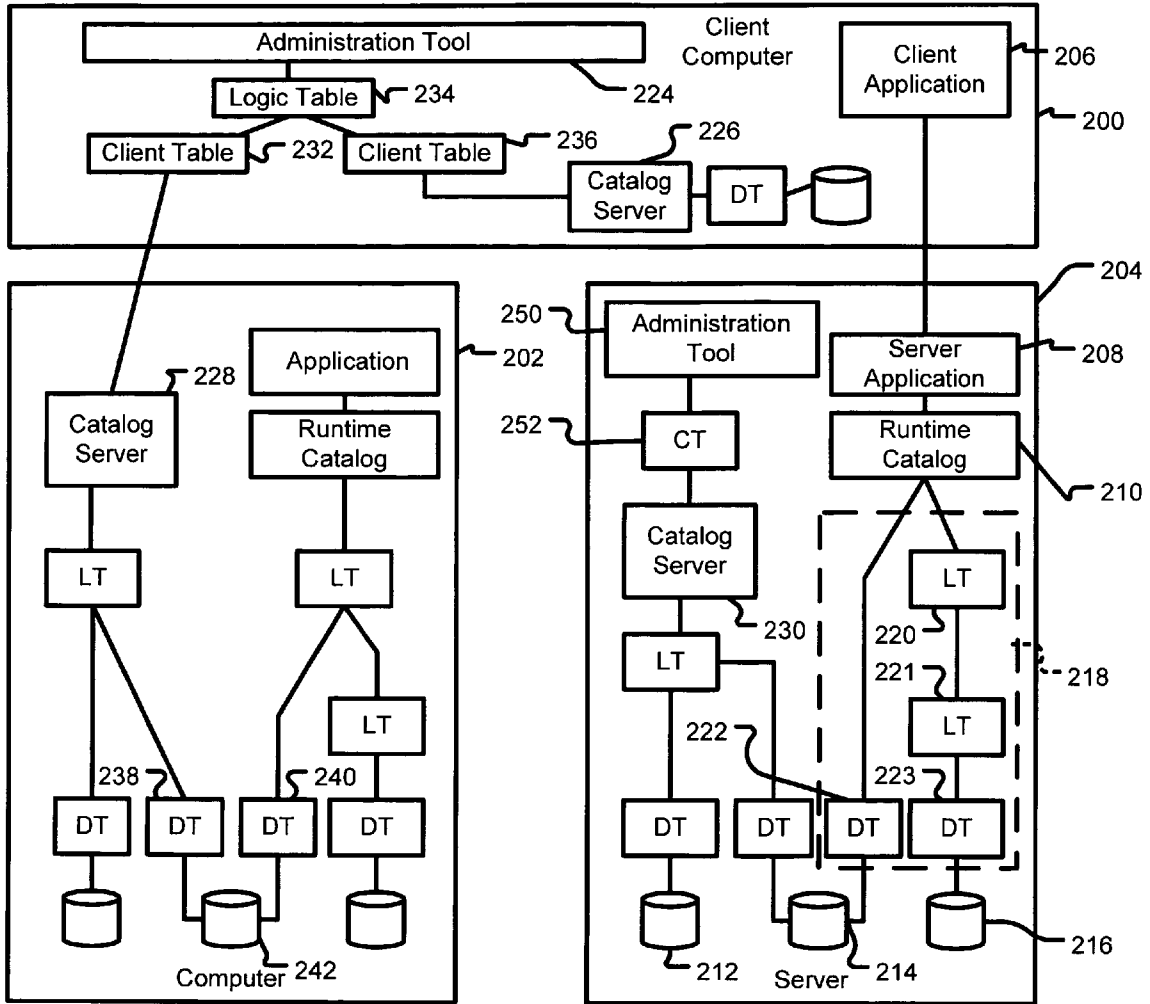 Administration Tool
Client
Computer
Client
Application
206
Logic Table
234
224
200
Client Table
232
Client Table
236
226
Catalog
Server
DT
204
250
Administration
Tool
Server
Application
208
Application
202
228
Catalog
Server
Runtime
Catalog
252
CT
Runtime
Catalog
210
Catalog
Server
230
LT
LT
LT
220
LT
221
218
LT
LT
222
223
238
240
DT
DT
DT
DT
DT
DT
DT
DT
242
Computer
212
Server
214
216